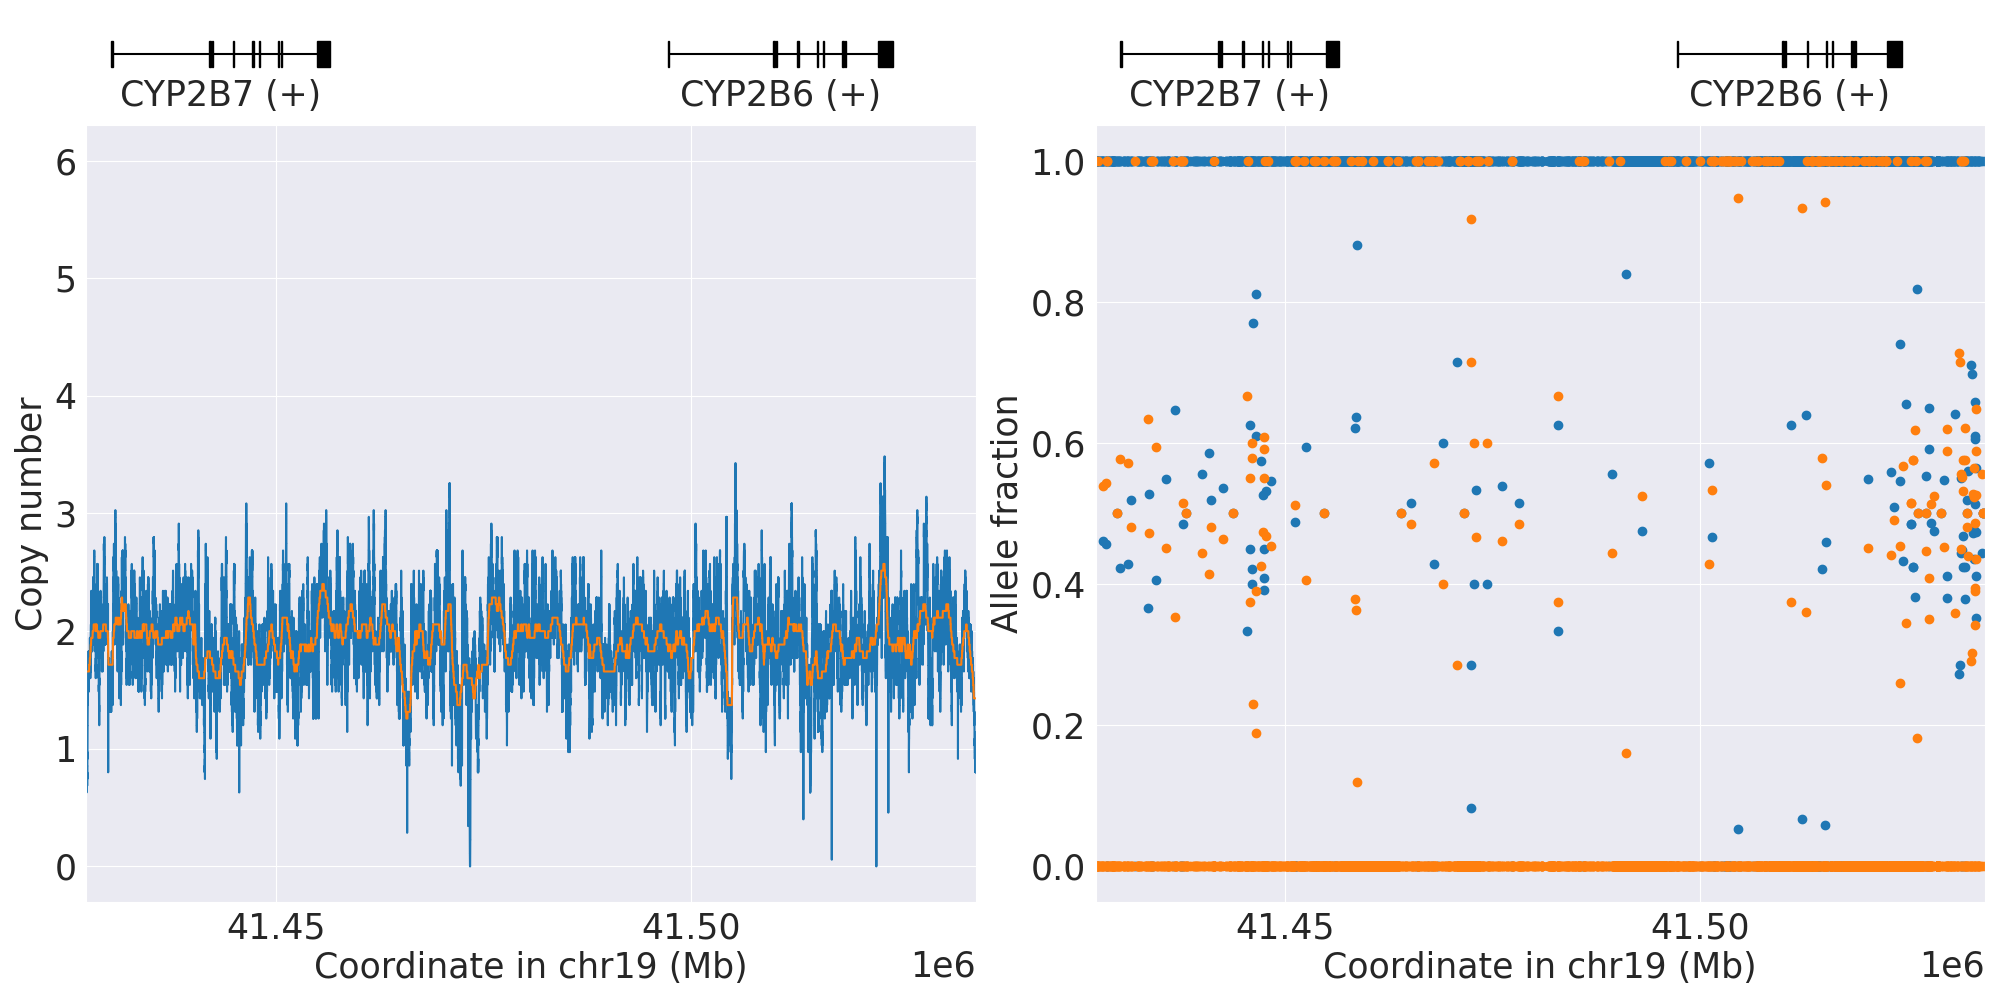 CYP2B7 (+) CYP2B6 (+)
6
5
4
3
2
1
0
Copy number
41.45 41.50
Coordinate in chr19 (Mb) 1e6
CYP2B7 (+) CYP2B6 (+)
1.0
0.8
0.6
0.4
0.2
0.0
Allele fraction
41.45 41.50
Coordinate in chr19 (Mb) 1e6